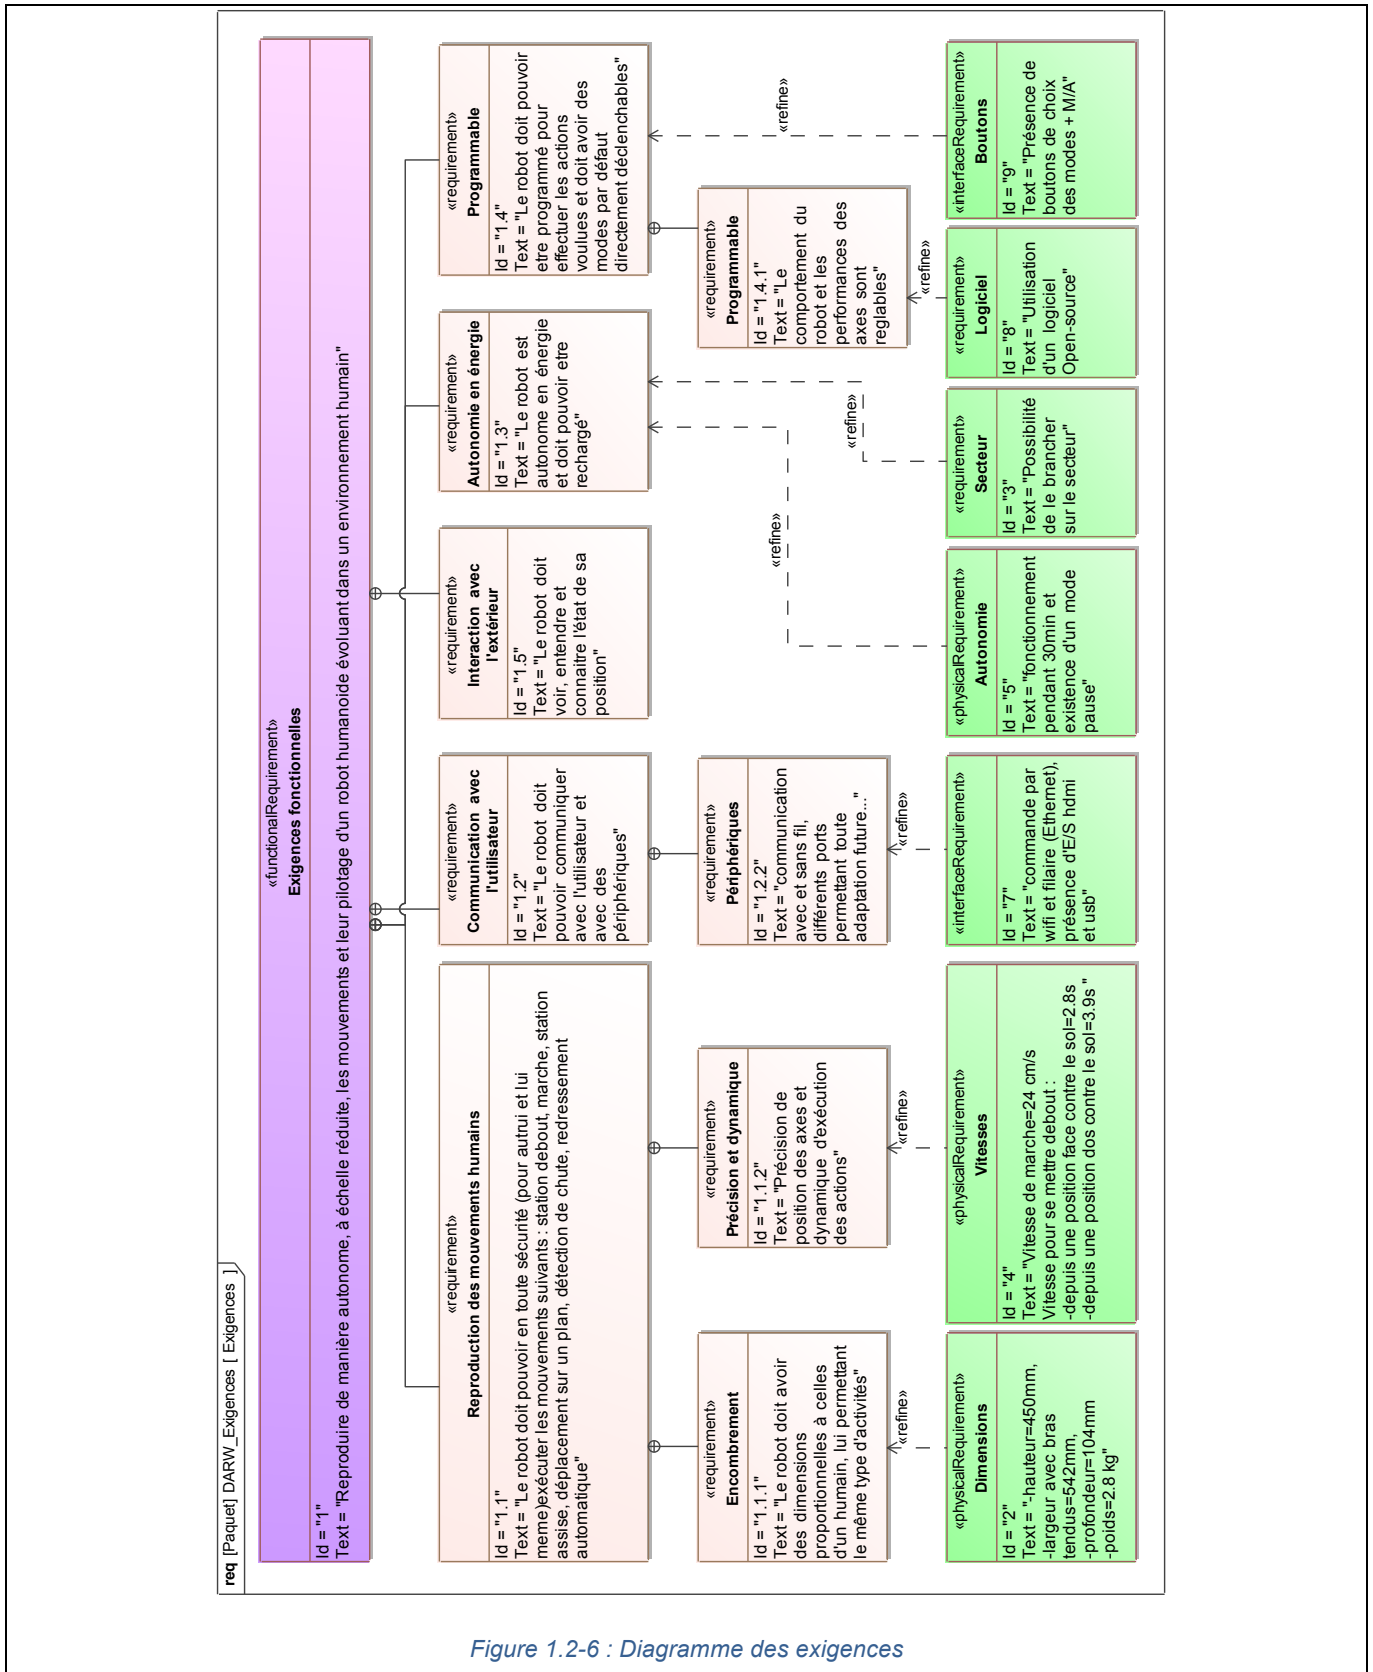 req [Paquet] DARW_Exigences [ Exigences ]
«functionalRequirement»
Exigences fonctionnelles
Id = "1"
Text = "Reproduire de manière autonome, à échelle réduite, les mouvements et leur pilotage d'un robot humanoide évoluant dans un environnement humain"
«requirement»
Reproduction des mouvements humains
Id = "1.1"
Text = "Le robot doit pouvoir en toute sécurité (pour autrui et lui
meme)exécuter les mouvements suivants : station debout, marche, station
assise, déplacement sur un plan, détection de chute, redressement
automatique"
«requirement»
Communication avec
l'utilisateur
Id = "1.2"
Text = "Le robot doit
pouvoir communiquer
avec l'utilisateur et
avec des
périphériques"
«requirement»
Interaction avec
l'extérieur
Id = "1.5"
Text = "Le robot doit
voir, entendre et
connaitre l'état de sa
position"
«requirement»
Autonomie en énergie
Id = "1.3"
Text = "Le robot est
autonome en énergie
et doit pouvoir etre
rechargé"
«requirement»
Programmable
Id = "1.4"
Text = "Le robot doit pouvoir
etre programmé pour
effectuer les actions
voulues et doit avoir des
modes par défaut
directement déclenchables"
«requirement»
Encombrement
Id = "1.1.1"
Text = "Le robot doit avoir
des dimensions
proportionnelles à celles
d'un humain, lui permettant
le même type d'activités"
«requirement»
Précision et dynamique
Id = "1.1.2"
Text = "Précision de
position des axes et
dynamique d'exécution
des actions"
«requirement»
Périphériques
Id = "1.2.2"
Text = "communication
avec et sans fil,
différents ports
permettant toute
adaptation future..."
«requirement»
Programmable
Id = "1.4.1"
Text = "Le
comportement du
robot et les
performances des
axes sont
reglables"
«refine»
«refine»
«refine»
«refine»
«refine»
«refine»
«refine»
«physicalRequirement»
Dimensions
Id = "2"
Text = "-hauteur=450mm,
-largeur avec bras
tendus=542mm,
-profondeur=104mm
-poids=2.8 kg"
«physicalRequirement»
Vitesses
Id = "4"
Text = "Vitesse de marche=24 cm/s
Vitesse pour se mettre debout :
-depuis une position face contre le sol=2.8s
-depuis une position dos contre le sol=3.9s "
«interfaceRequirement»
Boutons
Id = "9"
Text = "Présence de
boutons de choix
des modes + M/A"
«interfaceRequirement»
Id = "7"
Text = "commande par
wifi et filaire (Ethernet),
présence d'E/S hdmi
et usb"
«physicalRequirement»
Autonomie
Id = "5"
Text = "fonctionnement
pendant 30min et
existence d'un mode
pause"
«requirement»
Secteur
Id = "3"
Text = "Possibilité
de le brancher
sur le secteur"
«requirement»
Logiciel
Id = "8"
Text = "Utilisation
d'un logiciel
Open-source"
Figure 1.2-6 : Diagramme des exigences